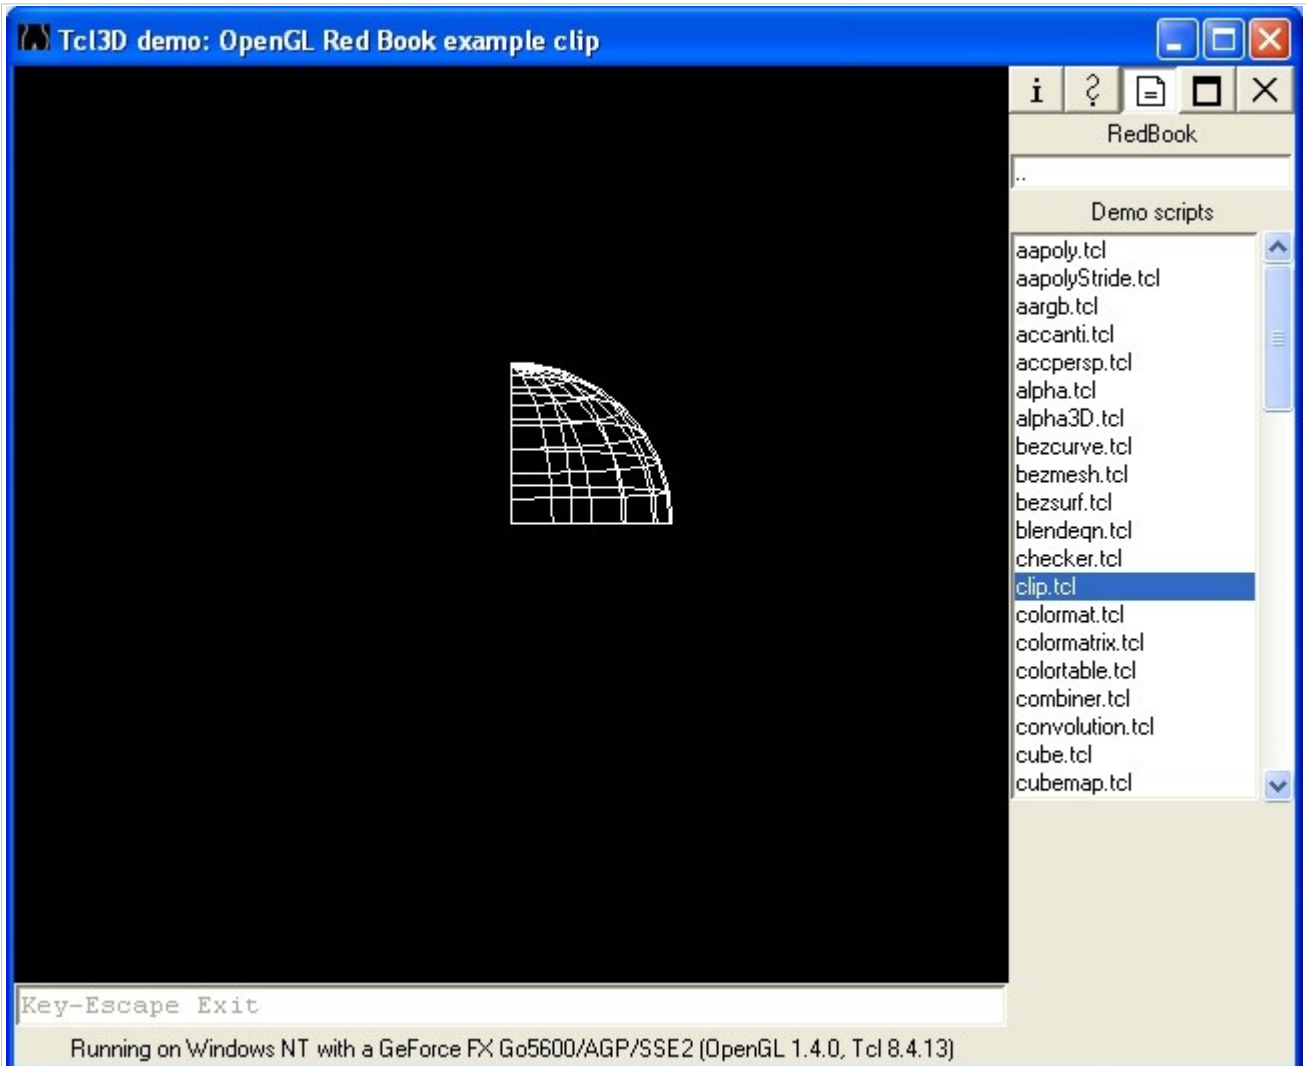 Tcl3D demo: OpenGL Red Book example clip
i ?
RedBook
..
Demo scripts
aapoly.tcl
aapolyStride.tcl
aargb.tcl
accanti.tcl
accpersp.tcl
alpha.tcl
alpha3D.tcl
bezcurve.tcl
bezmesh.tcl
bezsurf.tcl
blendeqn.tcl
checker.tcl
clip.tcl
colormat.tcl
colormatrix.tcl
colortable.tcl
combiner.tcl
convolution.tcl
cube.tcl
cubemap.tcl
Key-Escape Exit
Running on Windows NT with a GeForce FX Go5600/AGP/SSE2 (OpenGL 1.4.0, Tcl 8.4.13)